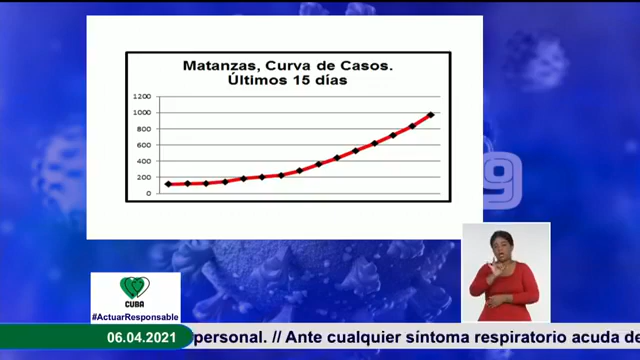 Matanzas, Curva de Casos.
Últimos 15 días
1200
1000
800
600
400
200
0
9
CUBA
#ActuarResponsable
06.04.2021
personal. // Ante cualquier síntoma respiratorio acuda de